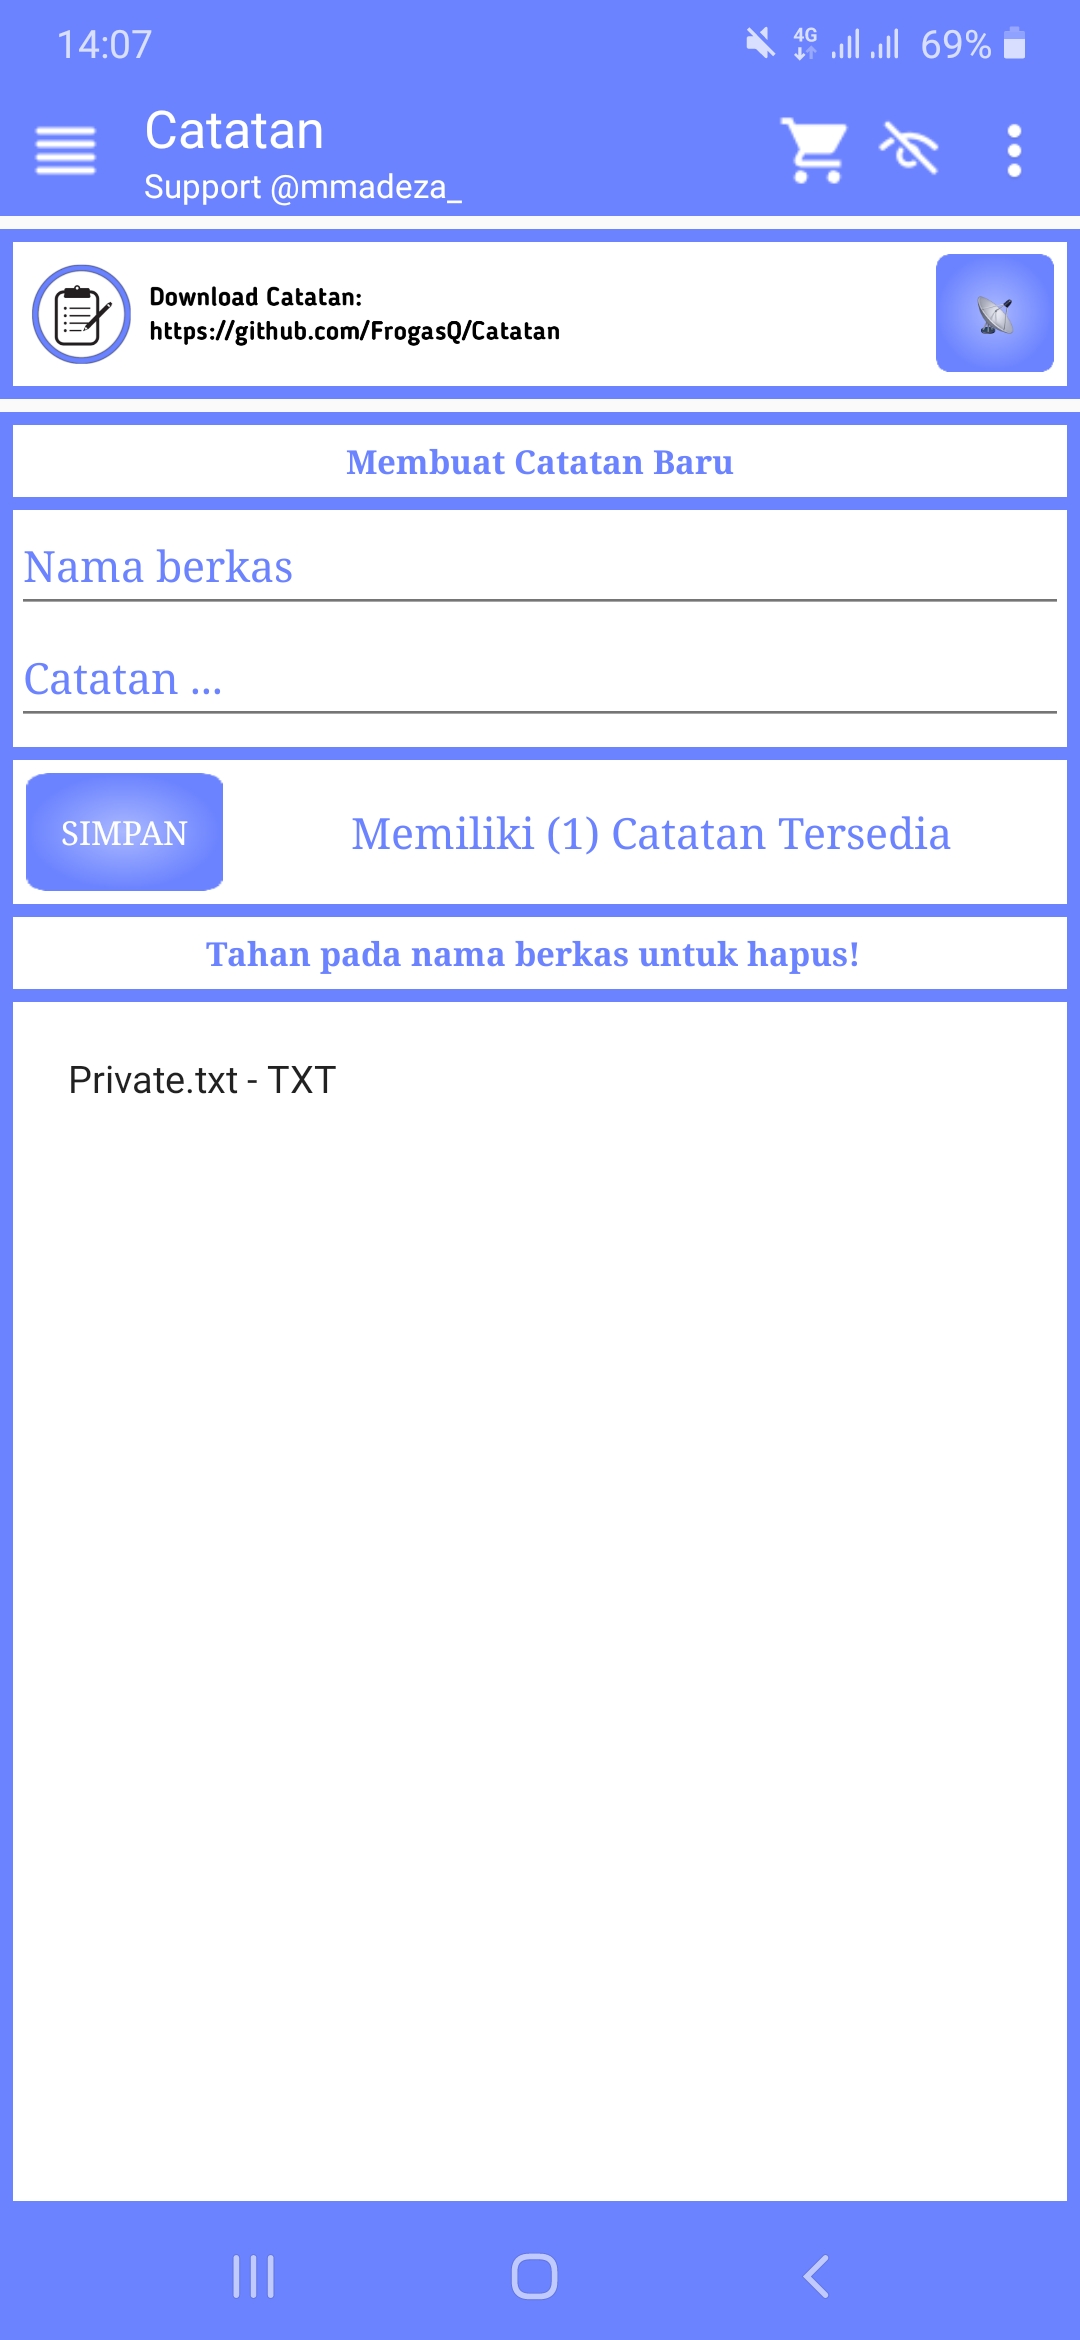 14:07
4G
69%
Catatan
Support @mmadeza_
Download Catatan:
https://github.com/FrogasQ/Catatan
Membuat Catatan Baru
Nama berkas
Catatan ...
SIMPAN
Memiliki (1) Catatan Tersedia
Tahan pada nama berkas untuk hapus!
Private.txt - TXT